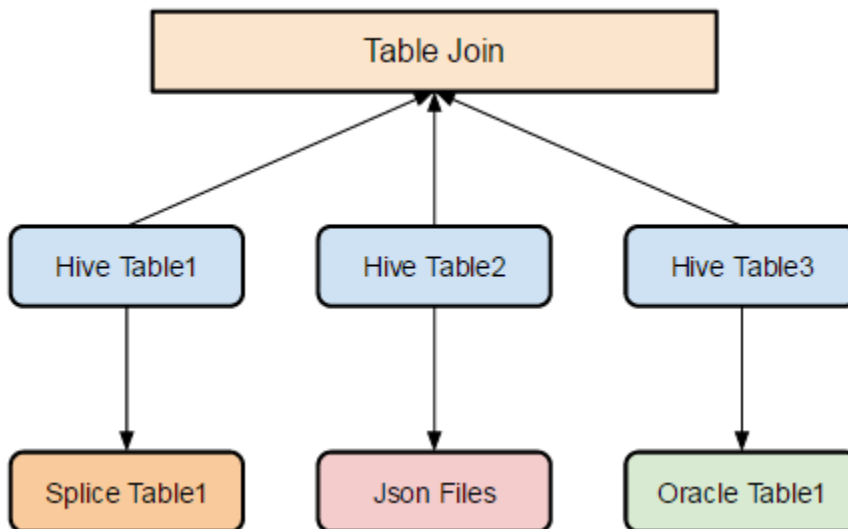 Table Join
Hive Table1
Hive Table2
Hive Table3
Splice Table1
Json Files
Oracle Table1